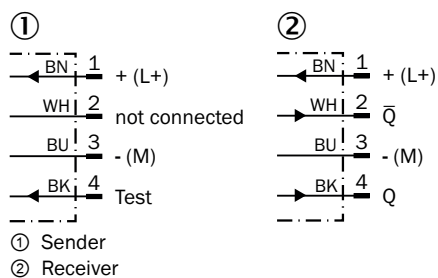 ① ②
BN 1 + (L+)
WH 2 not connected
BU 3 - (M)
BK 4 Test
BN 1 + (L+)
WH 2 Q̅
BU 3 - (M)
BK 4 Q
① Sender
② Receiver